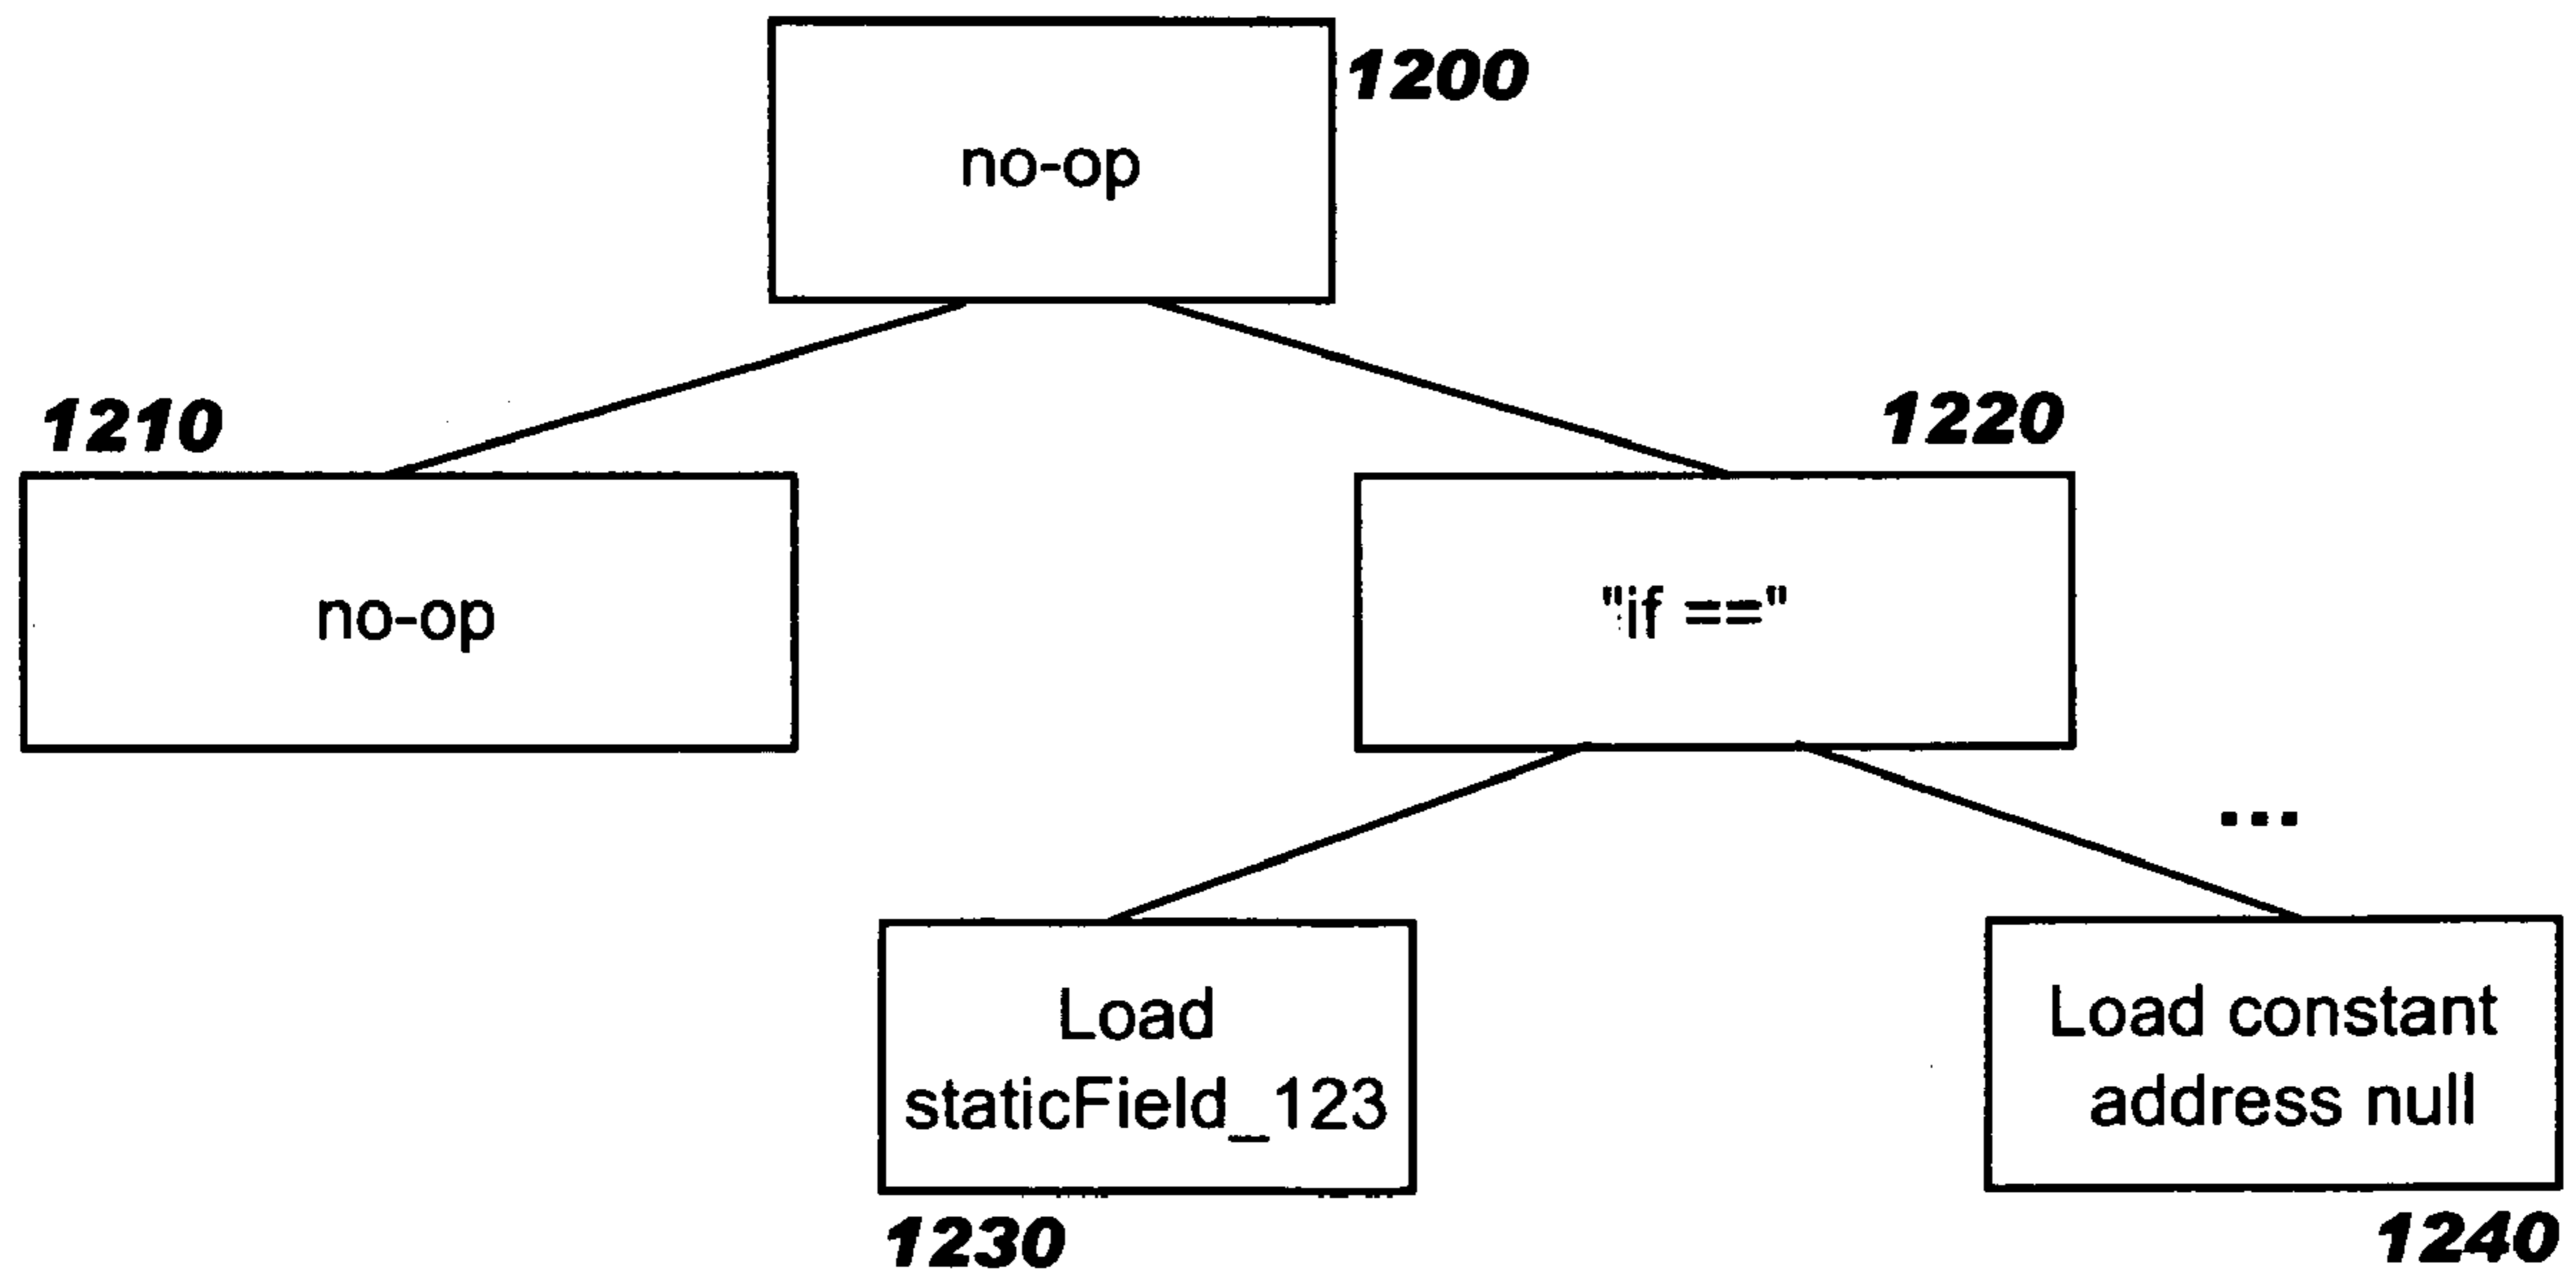 1200
no-op
1210
1220
no-op
"if =="
...
Load
staticField_123
Load constant
address null
1230
1240